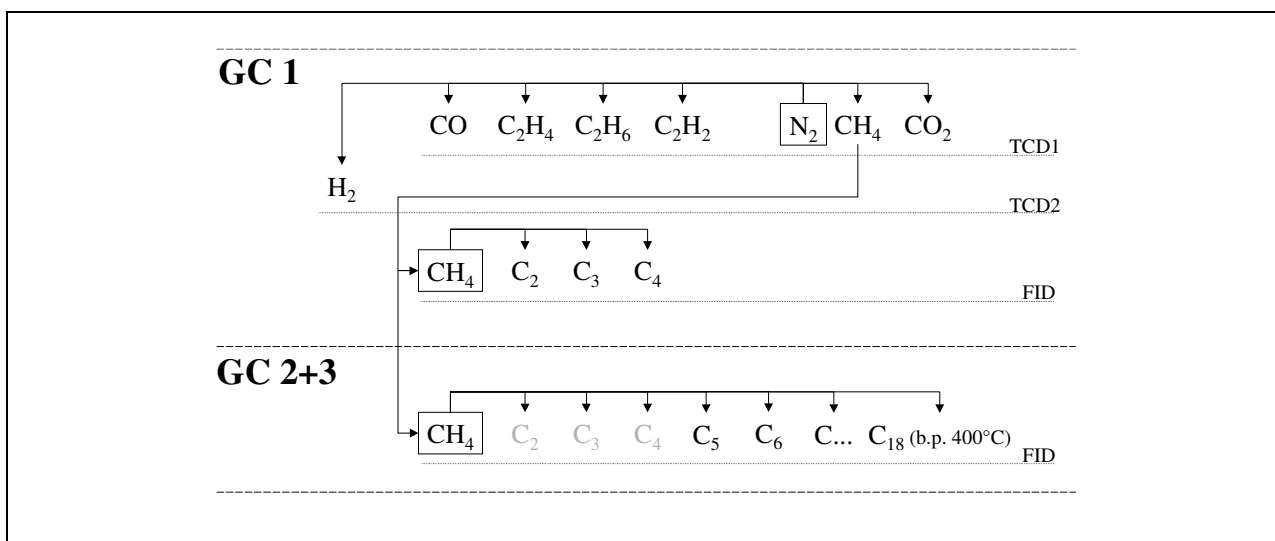 GC 1
CO C₂H₄ C₂H₆ C₂H₂ N₂ CH₄ CO₂
TCD1
H₂
TCD2
CH₄ C₂ C₃ C₄
FID
GC 2+3
CH₄ C₂ C₃ C₄ C₅ C₆ C... C₁₈ (b.p. 400°C)
FID